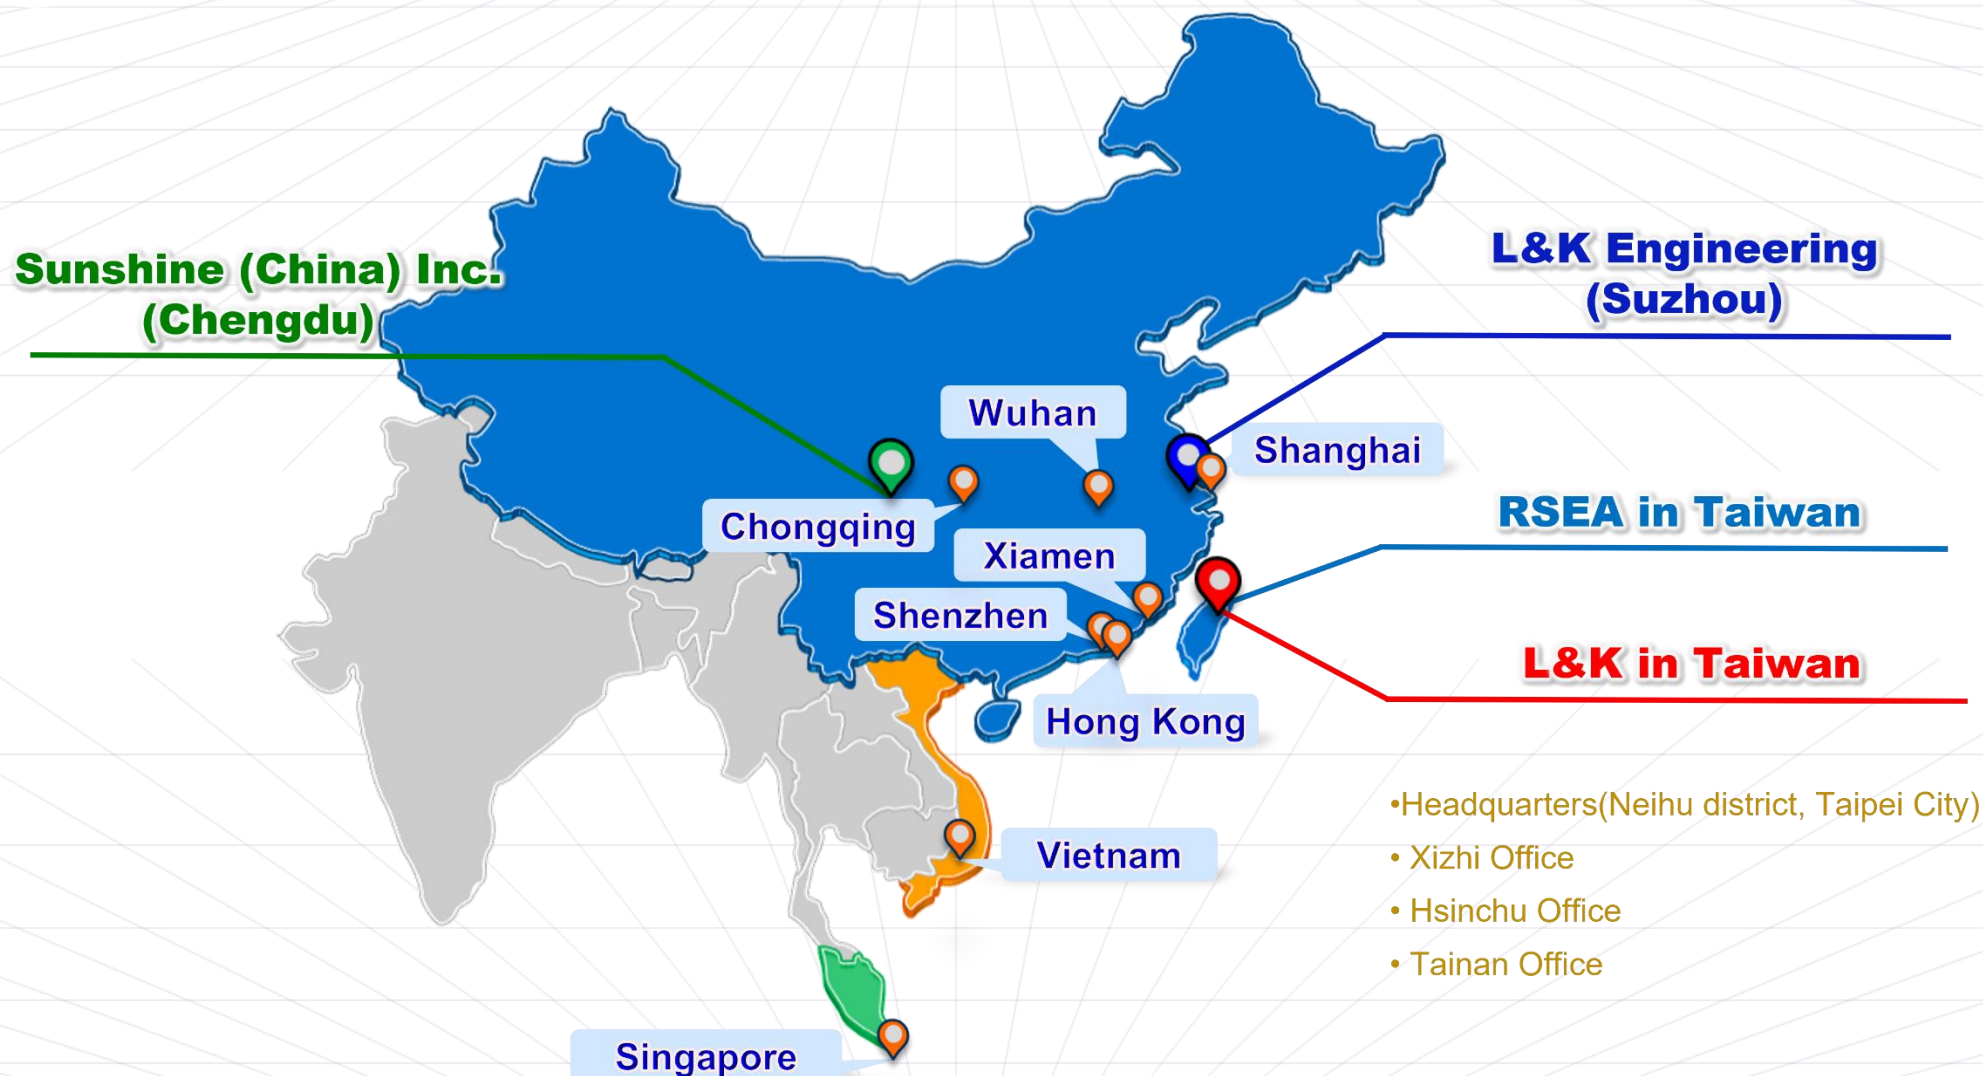 Sunshine (China) Inc.
(Chengdu)
L&K Engineering
(Suzhou)
Wuhan
Shanghai
Chongqing
RSEA in Taiwan
Xiamen
Shenzhen
L&K in Taiwan
Hong Kong
•Headquarters(Neihu district, Taipei City)
• Xizhi Office
• Hsinchu Office
• Tainan Office
Vietnam
Singapore